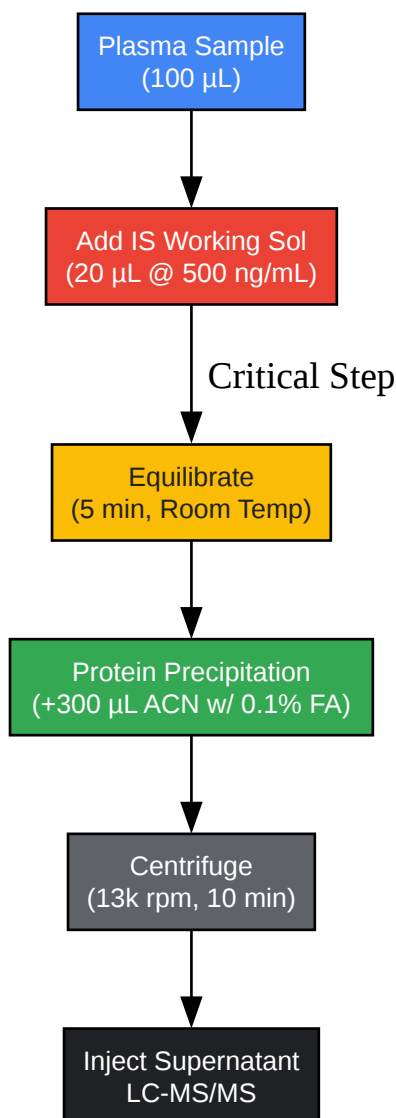 Plasma Sample
(100 µL)
Add IS Working Sol
(20 µL @ 500 ng/mL)
Critical Step
Equilibrate
(5 min, Room Temp)
Protein Precipitation
(+300 µL ACN w/ 0.1% FA)
Centrifuge
(13k rpm, 10 min)
Inject Supernatant
LC-MS/MS